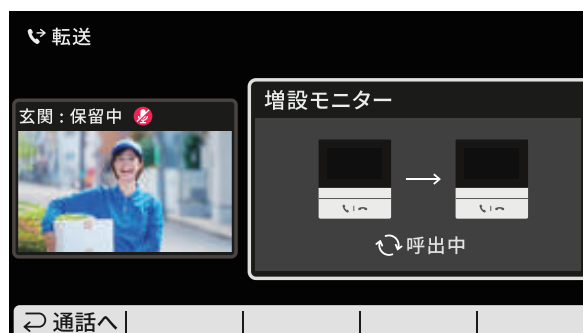 転送
玄関：保留中
増設モニター
呼出中
通話へ